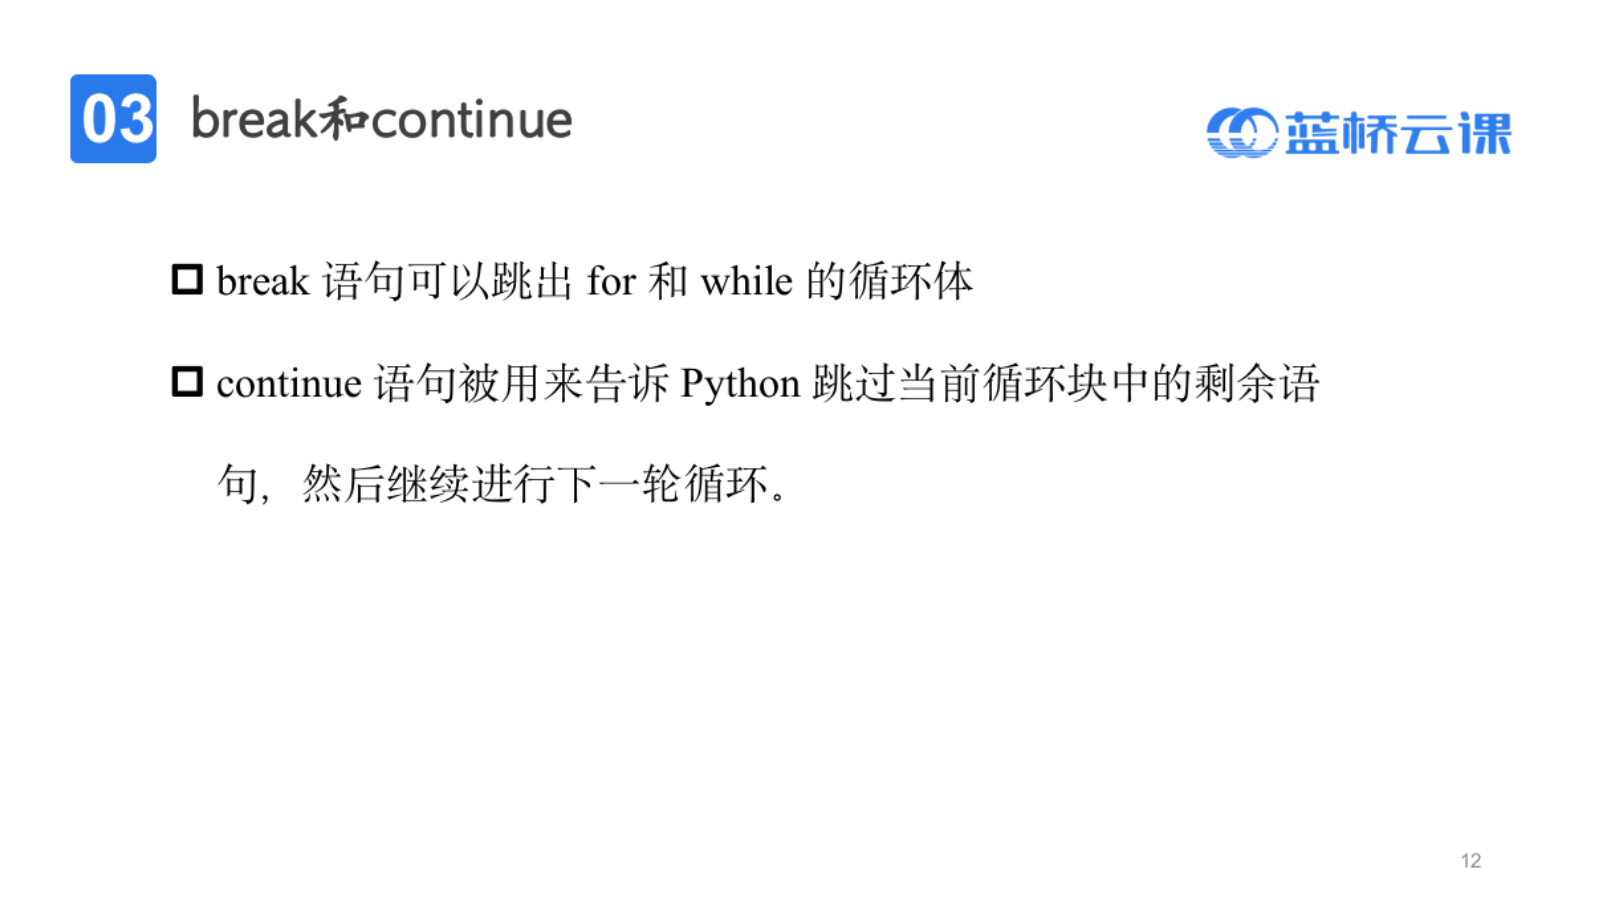 03 break和continue
蓝桥云课
break 语句可以跳出 for 和 while 的循环体
continue 语句被用来告诉 Python 跳过当前循环块中的剩余语
句，然后继续进行下一轮循环。
12